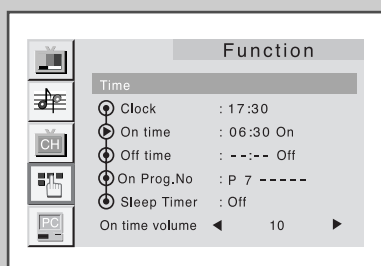 Function
Time
Clock : 17:30
On time : 06:30 On
Off time : --:-- Off
CH
On Prog.No : P 7 -----
Sleep Timer : Off
PC
On time volume ◀ 10 ▶